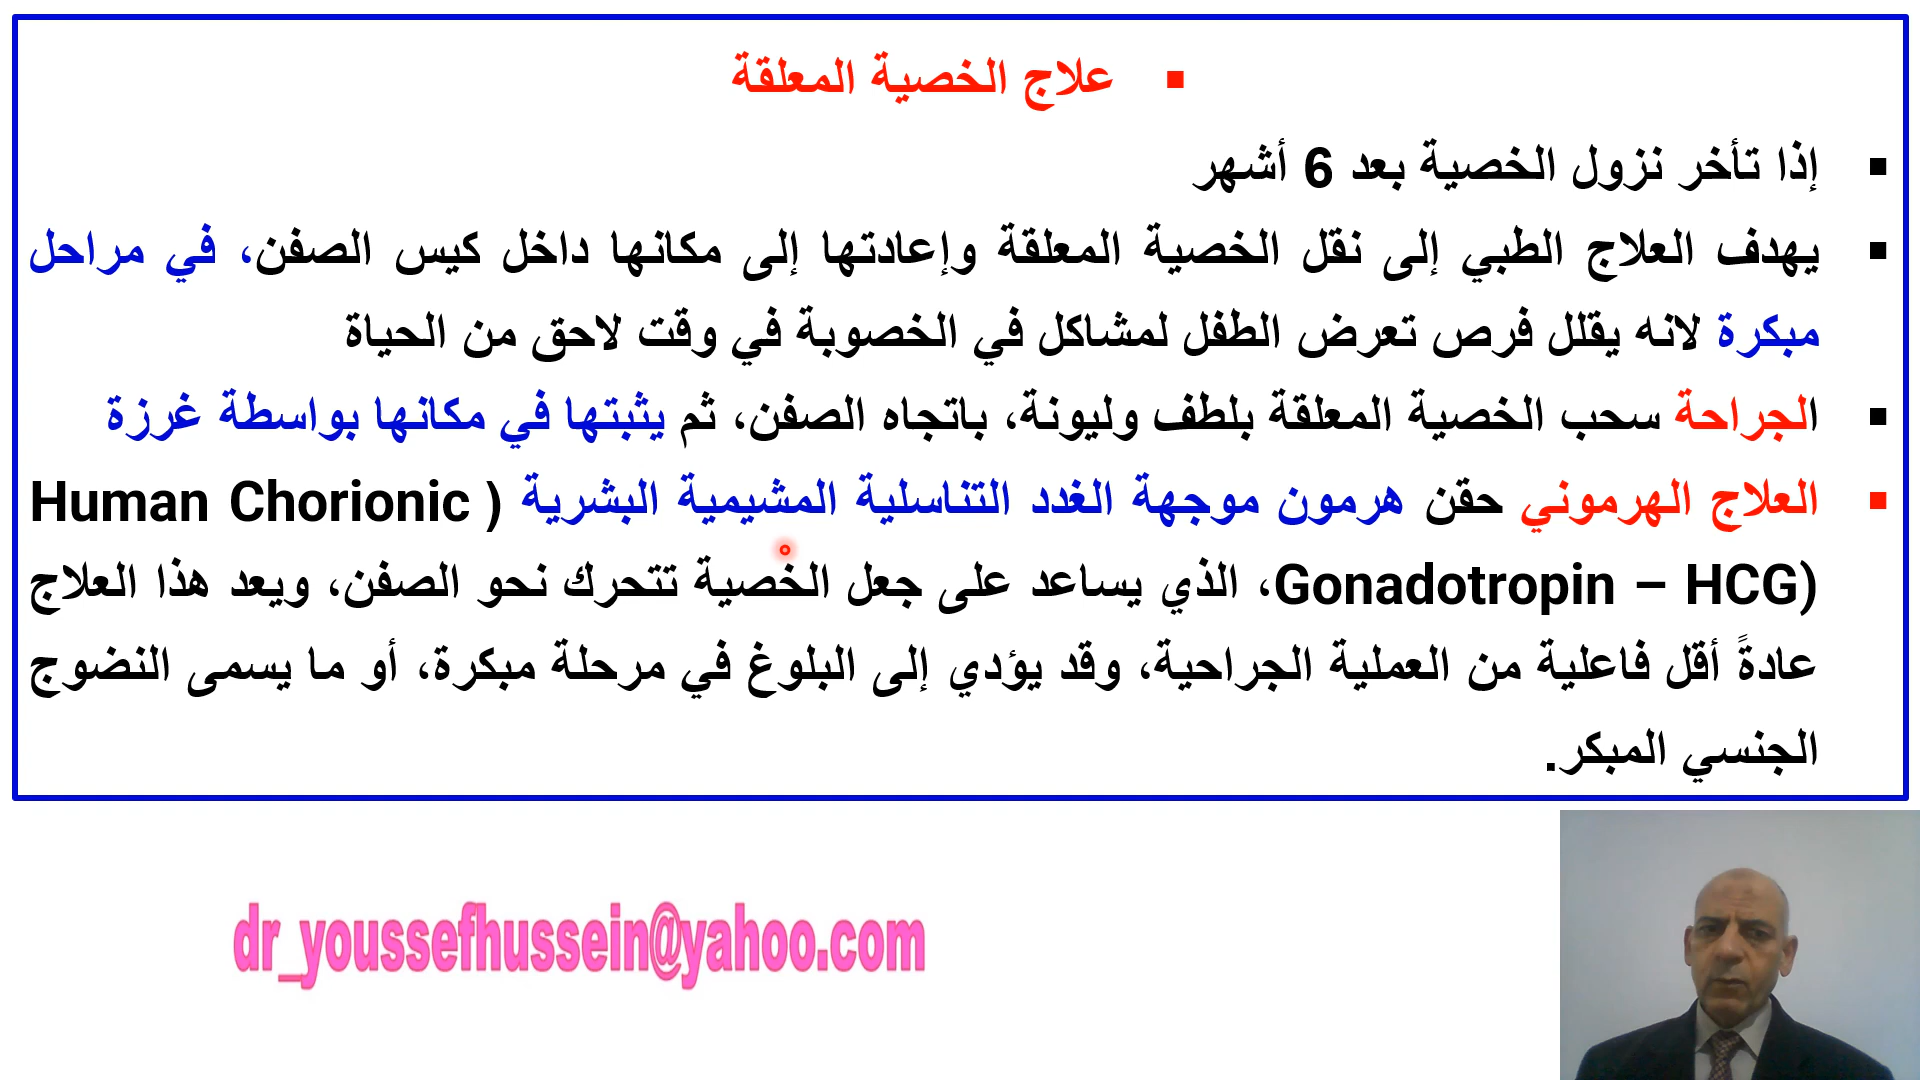 ▪ علاج الخصية المعلقة
▪ إذا تأخر نزول الخصية بعد 6 أشهر
▪ يهدف العلاج الطبي إلى نقل الخصية المعلقة وإعادتها إلى مكانها داخل كيس الصفن، في مراحل
مبكرة لانه يقلل فرص تعرض الطفل لمشاكل في الخصوبة في وقت لاحق من الحياة
▪ الجراحة سحب الخصية المعلقة بلطف وليونة، باتجاه الصفن، ثم يثبتها في مكانها بواسطة غرزة
▪ العلاج الهرموني حقن هرمون موجهة الغدد التناسلية المشيمية البشرية ( Human Chorionic
Gonadotropin – HCG)، الذي يساعد على جعل الخصية تتحرك نحو الصفن، ويعد هذا العلاج
عادةً أقل فاعلية من العملية الجراحية، وقد يؤدي إلى البلوغ في مرحلة مبكرة، أو ما يسمى النضوج
الجنسي المبكر.
dr_youssefhussein@yahoo.com